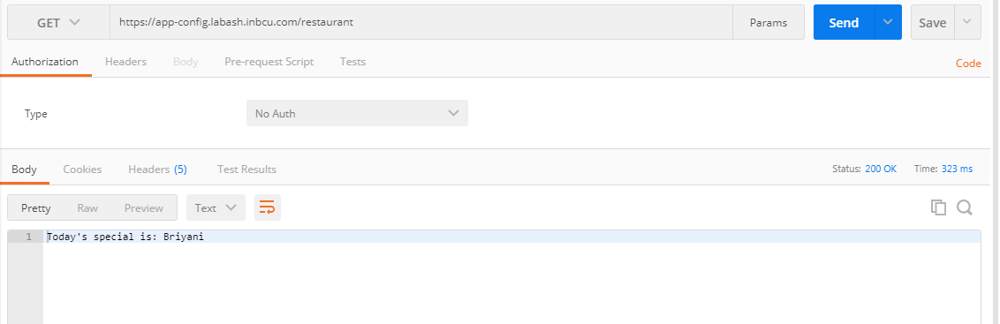 GET https://app-config.labash.inbcu.com/restaurant Params Send Save
Authorization Headers Body Pre-request Script Tests Code
Type No Auth
Body Cookies Headers (5) Test Results Status: 200 OK Time: 323 ms
Pretty Raw Preview Text
1 Today's special is: Briyani